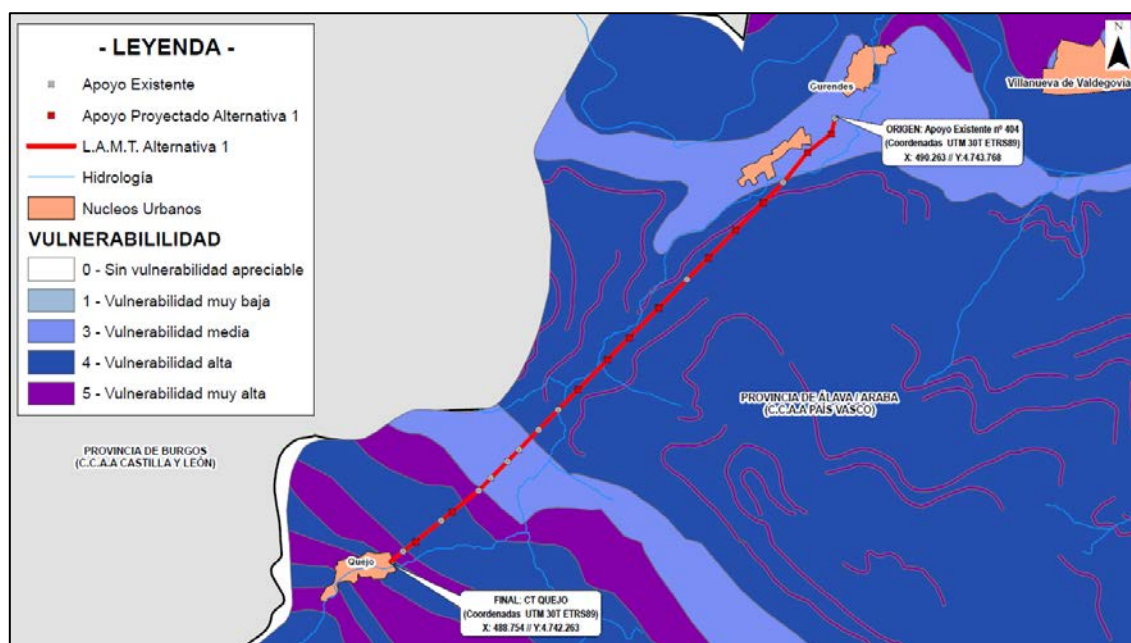 - LEYENDA -
Apoyo Existente
Apoyo Proyectado Alternativa 1
L.A.M.T. Alternativa 1
Hidrología
Nucleos Urbanos
VULNERABILILIDAD
0 - Sin vulnerabilidad apreciable
1 - Vulnerabilidad muy baja
3 - Vulnerabilidad media
4 - Vulnerabilidad alta
5 - Vulnerabilidad muy alta
N
Gurendes
Villanueva de Valdegovia
ORIGEN: Apoyo Existente nº 404
(Coordenadas UTM 30T ETRS89)
X: 490.263 // Y:4.743.768
PROVINCIA DE ÁLAVA / ARABA
(C.C.A.A PAÍS VASCO)
PROVINCIA DE BURGOS
(C.C.A.A CASTILLA Y LEÓN)
Quejo
FINAL: CT QUEJO
(Coordenadas UTM 30T ETRS89)
X: 488.754 // Y:4.742.263